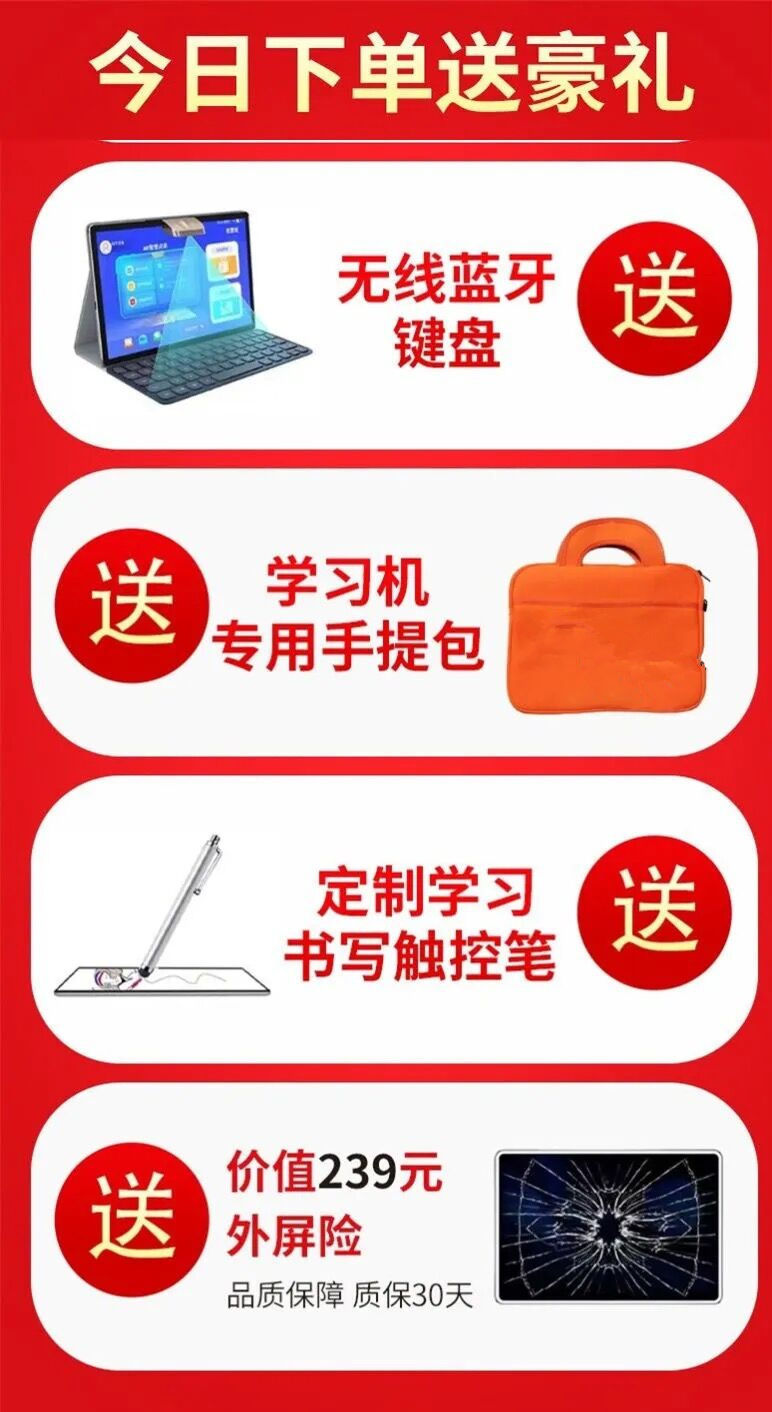 今日下单送豪礼
无线蓝牙
键盘
送
送
学习机
专用手提包
定制学习
书写触控笔
送
送
价值239元
外屏险
品质保障 质保30天